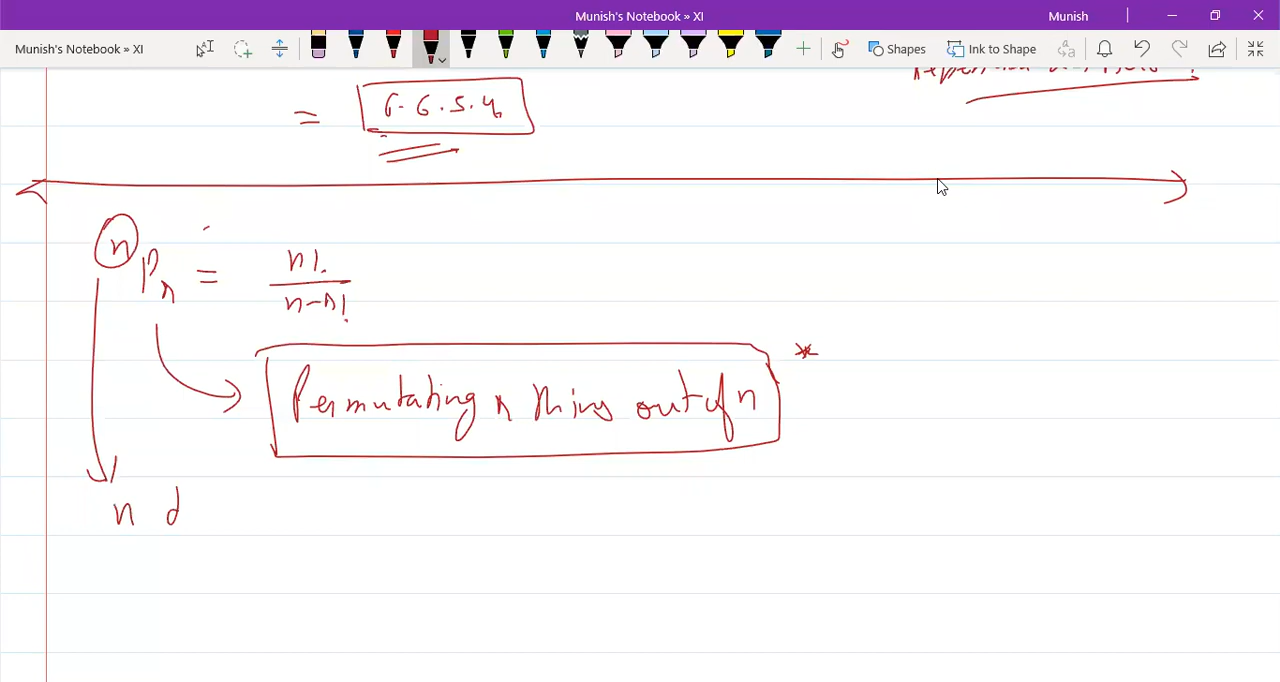 Munish's Notebook » XI
Munish
Munish's Notebook » XI
Shapes
Ink to Shape
= 6. 6. 5. 4
nPr = n! / n-r!
Permutating r things out of n *
n d